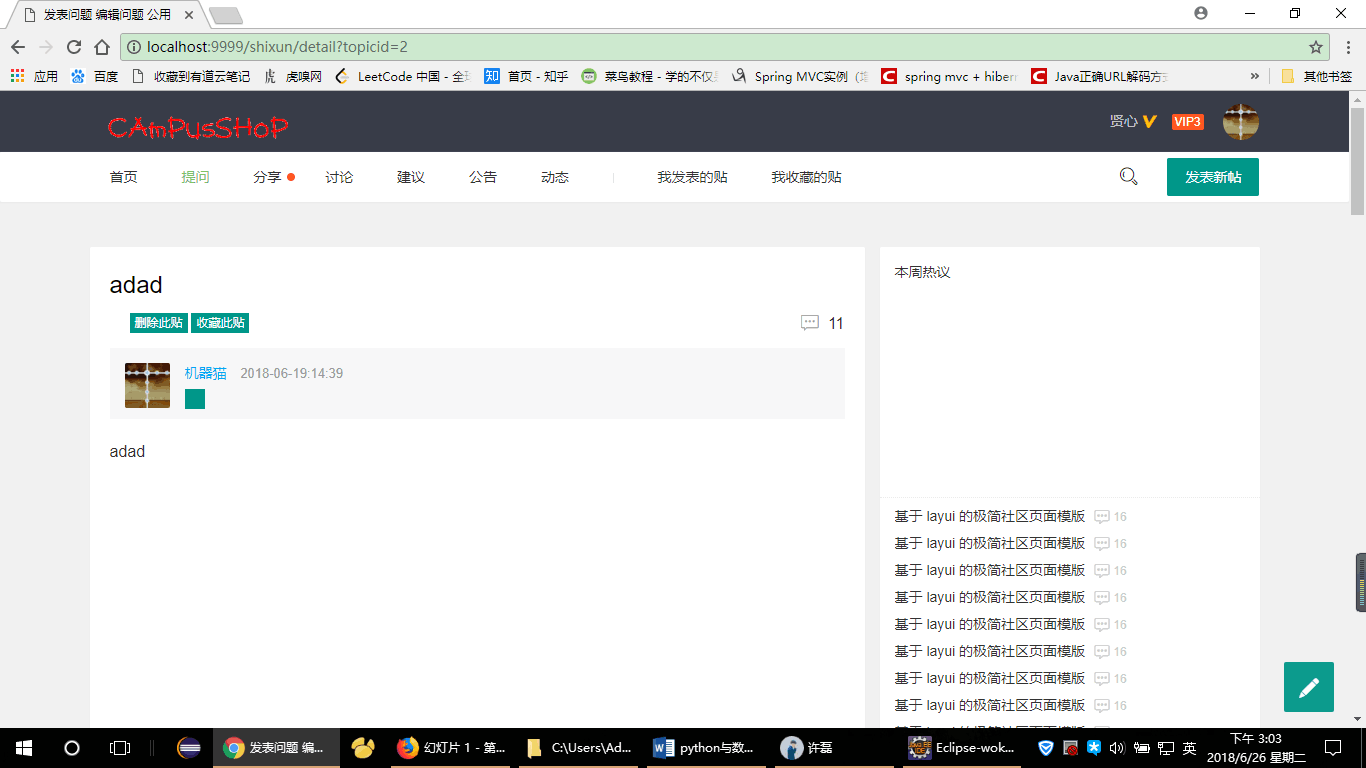 发表问题 编辑问题 公用
localhost:9999/shixun/detail?topicid=2
应用 百度 收藏到有道云笔记 虎嗅网 LeetCode 中国 - 全球 首页 - 知乎 菜鸟教程 - 学的不仅是 Spring MVC实例 spring mvc + hibern Java正确URL解码方式 » 其他书签
CAmPusSHoP
贤心 VIP3
首页 提问 分享 讨论 建议 公告 动态 我发表的贴 我收藏的贴 发表新帖
adad
删除此贴 收藏此贴 11
机器猫 2018-06-19:14:39
adad
本周热议
基于 layui 的极简社区页面模版 16
基于 layui 的极简社区页面模版 16
基于 layui 的极简社区页面模版 16
基于 layui 的极简社区页面模版 16
基于 layui 的极简社区页面模版 16
基于 layui 的极简社区页面模版 16
基于 layui 的极简社区页面模版 16
基于 layui 的极简社区页面模版 16
发表问题 编... 幻灯片 1 - 第... C:\Users\Ad... python与数... 许磊 Eclipse-wok... 英 下午 3:03
2018/6/26 星期二